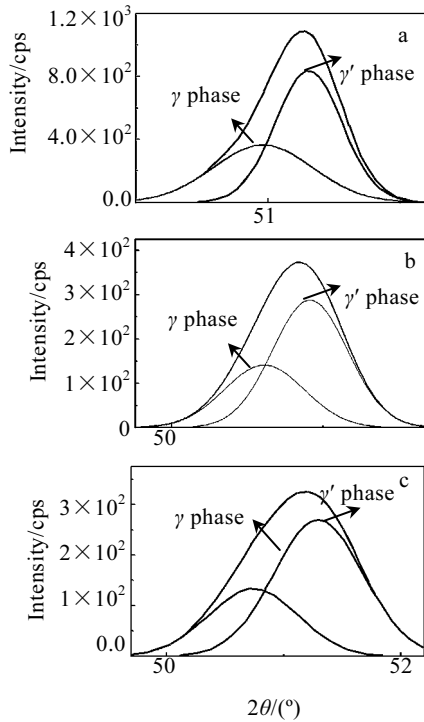 1.2×10³
a
γ′ phase
8.0×10²
γ phase
4.0×10²
0.0
51
Intensity/cps
4×10²
b
3×10²
γ′ phase
γ phase
2×10²
1×10²
0
50
Intensity/cps
c
3×10²
γ′ phase
γ phase
2×10²
1×10²
0.0
50
52
Intensity/cps
2θ/(º)